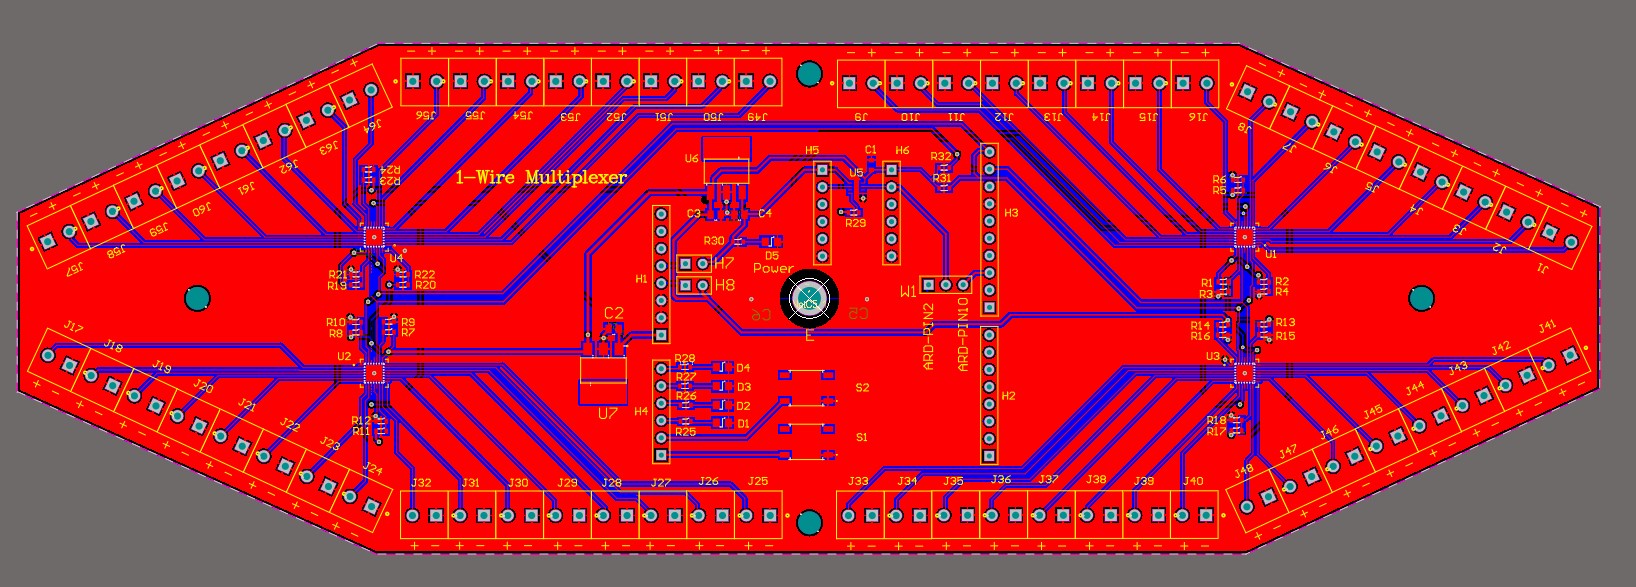 - + - + - + - + - + - + - + - +
- + - + - + - + - + - + - + - +
J56 J55 J54 J53 J52 J51 J50 J49
J9 J10 J11 J12 J13 J14 J15 J16
J64 J63 J62 J61 J60 J59 J58 J57
J8 J7 J6 J5 J4 J3 J2 J1
1-Wire Multiplexer
R24
R23
U6
H5
C1
H6
R32
R31
U5
R29
R6
R5
C3
C4
H3
R30
D5
Power
U4
U1
R21
R19
R22
R20
H1
H7
H8
W1
ARD-PIN2
ARD-PIN10
C6
C5
E
R1
R3
R2
R4
R10
R8
R9
R7
C2
R14
R16
R13
R15
U2
U3
U7
R28
R27
R26
R25
D4
D3
D2
D1
H4
S2
S1
H2
R12
R11
R18
R17
J17
J18
J19
J20
J21
J22
J23
J24
J41
J42
J43
J44
J45
J46
J47
J48
J32 J31 J30 J29 J28 J27 J26 J25
J33 J34 J35 J36 J37 J38 J39 J40
+ - + - + - + - + - + - + - + -
+ - + - + - + - + - + - + - + -